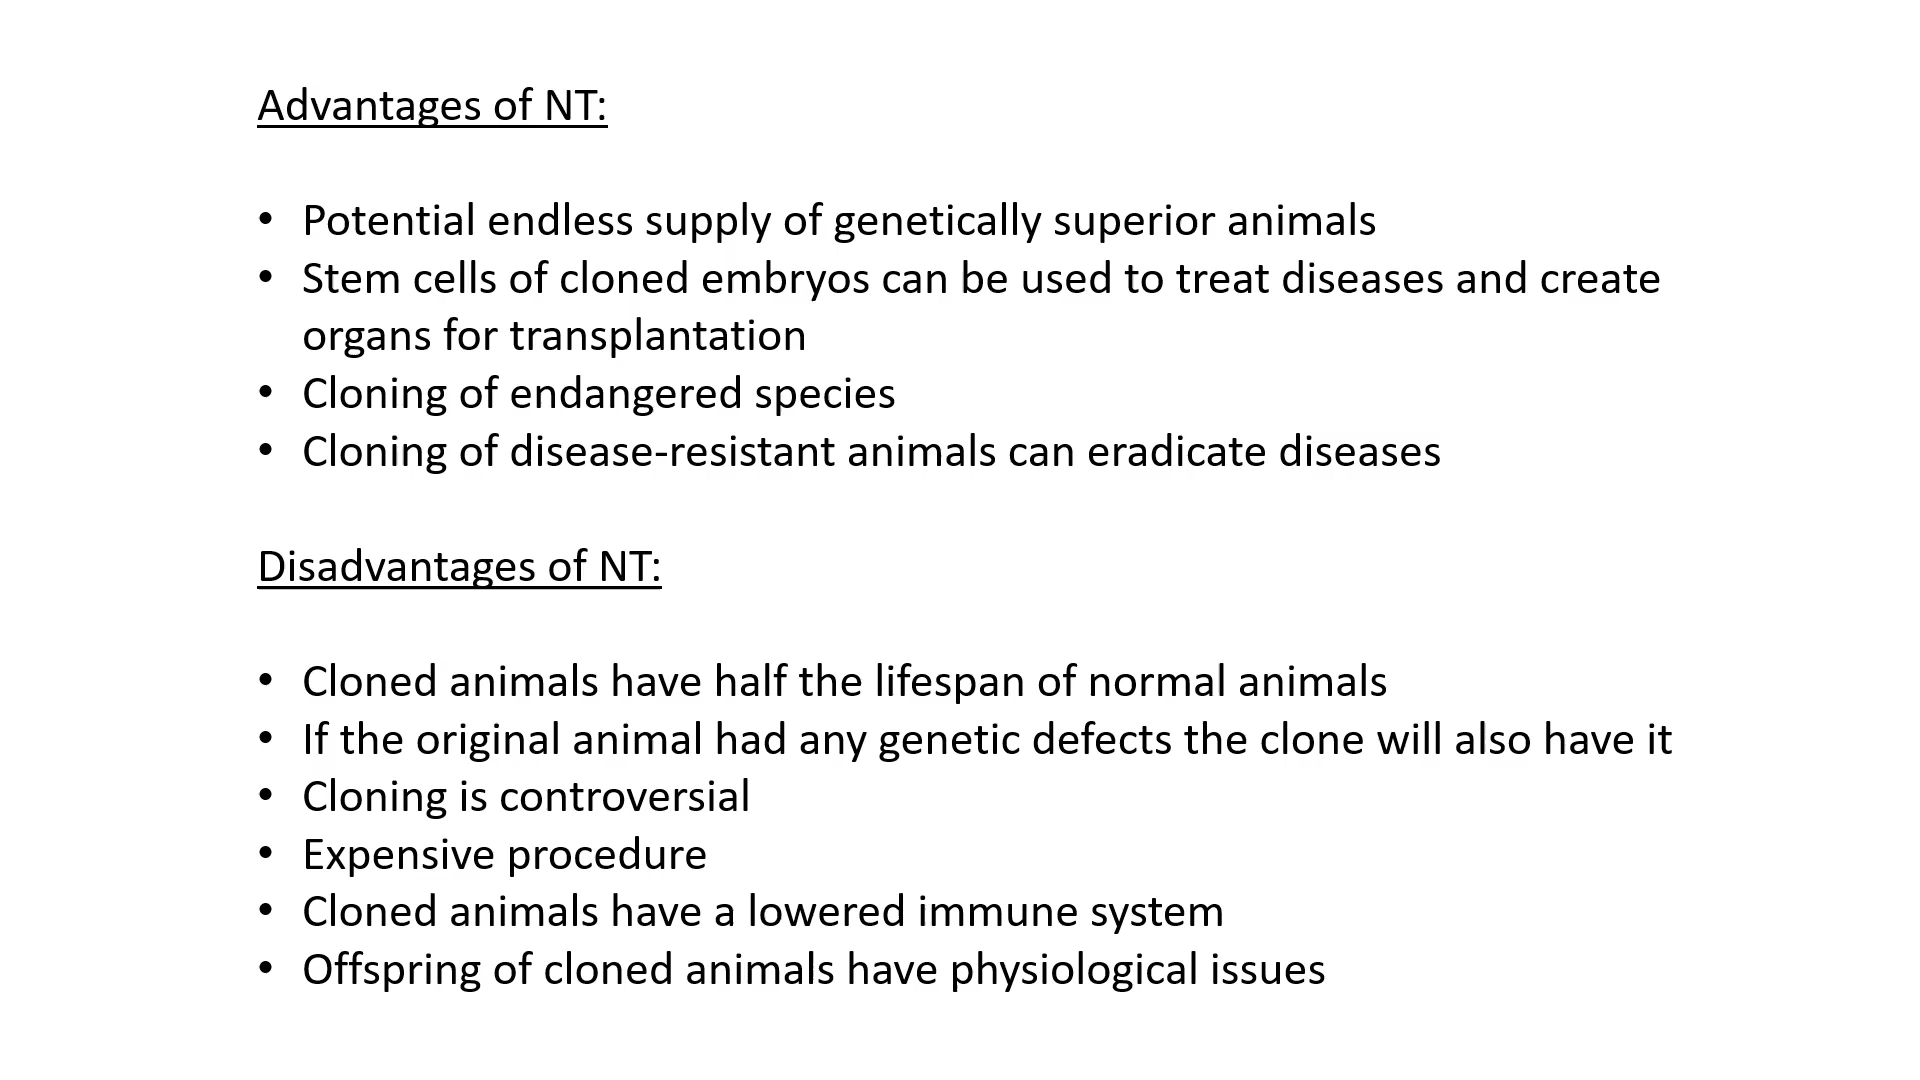 Advantages of NT:
• Potential endless supply of genetically superior animals
• Stem cells of cloned embryos can be used to treat diseases and create
organs for transplantation
• Cloning of endangered species
• Cloning of disease-resistant animals can eradicate diseases
Disadvantages of NT:
• Cloned animals have half the lifespan of normal animals
• If the original animal had any genetic defects the clone will also have it
• Cloning is controversial
• Expensive procedure
• Cloned animals have a lowered immune system
• Offspring of cloned animals have physiological issues